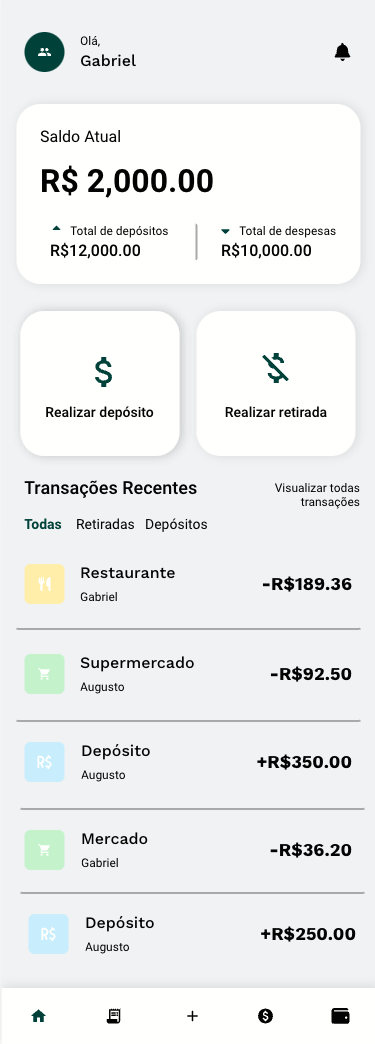 Olá,
Gabriel
Saldo Atual
R$ 2,000.00
Total de depósitos
R$12,000.00
Total de despesas
R$10,000.00
Realizar depósito
Realizar retirada
Transações Recentes
Visualizar todas
transações
Todas Retiradas Depósitos
Restaurante
Gabriel
-R$189.36
Supermercado
Augusto
-R$92.50
R$
Depósito
Augusto
+R$350.00
Mercado
Gabriel
-R$36.20
R$
Depósito
Augusto
+R$250.00